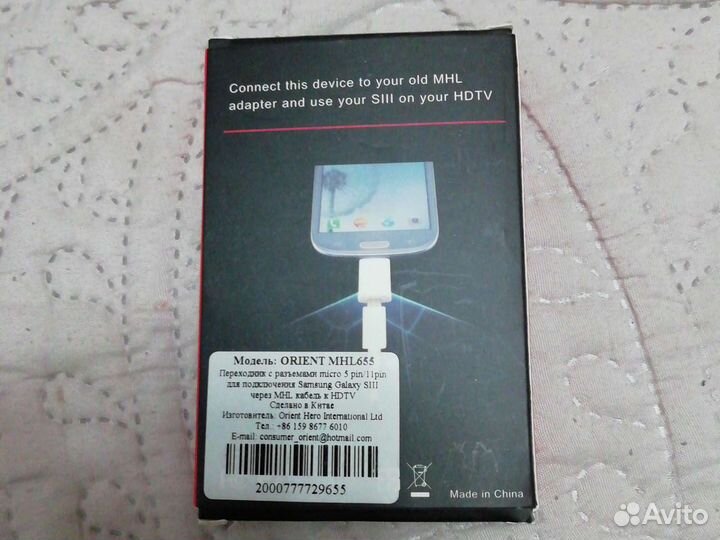 Connect this device to your old MHL
adapter and use your SIII on your HDTV
Модель: ORIENT MHL655
Переходник с разъемами micro 5 pin/11pin
для подключения Samsung Galaxy SIII
через MHL кабель к HDTV
Сделано в Китае
Изготовитель: Orient Hero International Ltd
Тел.: +86 159 8677 6010
E-mail: consumer_orient@hotmail.com
2000777729655
Made in China
Avito